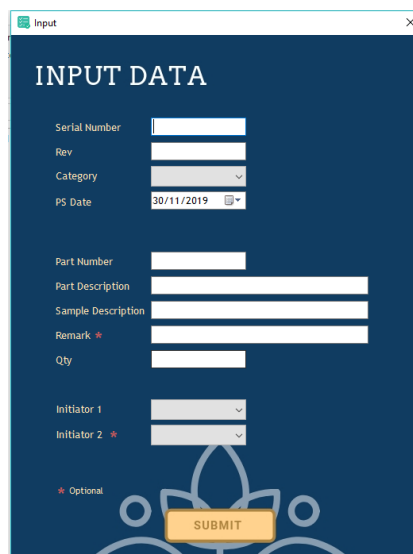 Input
INPUT DATA
Serial Number
Rev
Category
PS Date 30/11/2019
Part Number
Part Description
Sample Description
Remark *
Qty
Initiator 1
Initiator 2 *
* Optional
SUBMIT